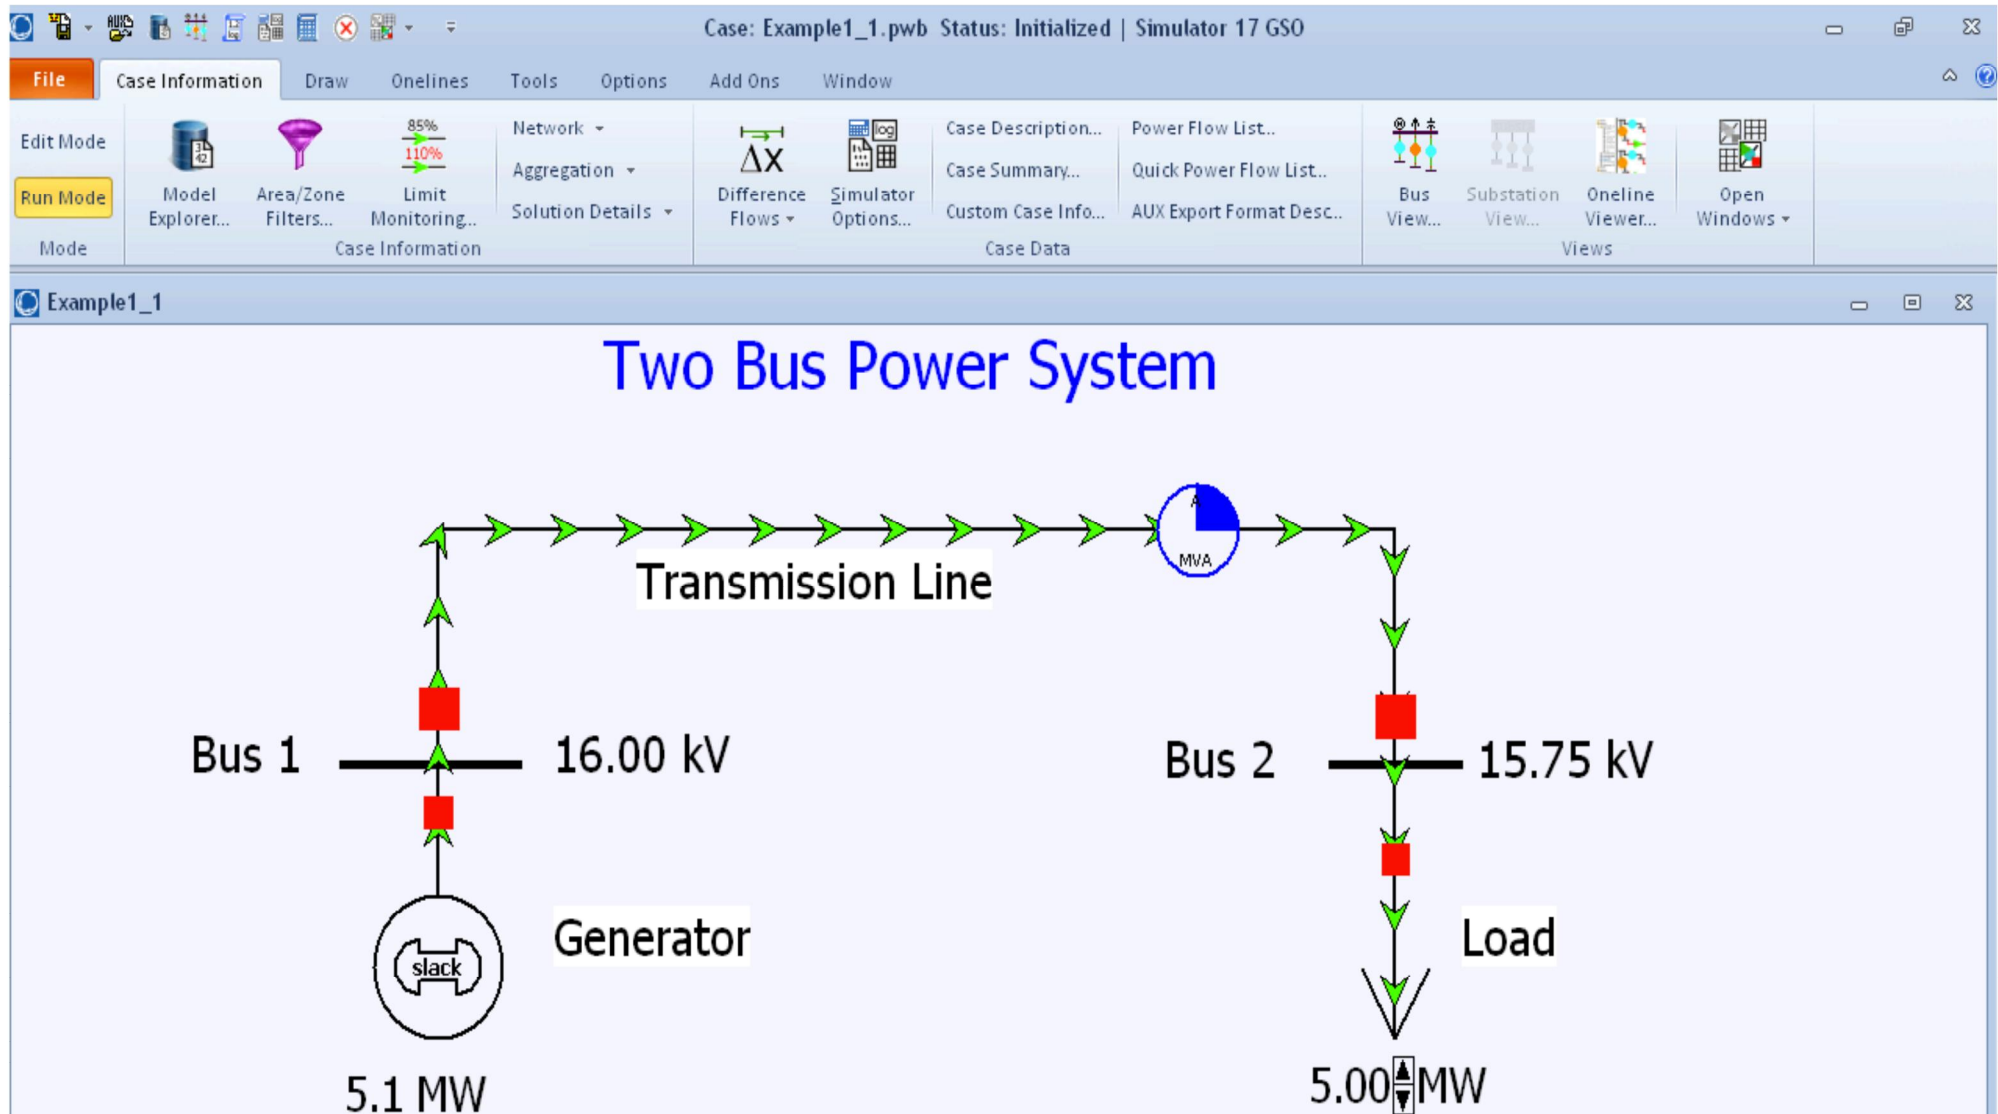 Case: Example1_1.pwb Status: Initialized | Simulator 17 GSO
File Case Information Draw Onelines Tools Options Add Ons Window
Edit Mode
Run Mode
Mode
Model
Explorer...
Area/Zone
Filters...
85%
110%
Limit
Monitoring...
Network
Aggregation
Solution Details
Case Information
ΔX
Difference
Flows
log
Simulator
Options...
Case Description...
Case Summary...
Custom Case Info...
Power Flow List...
Quick Power Flow List...
AUX Export Format Desc...
Case Data
Bus
View...
Substation
View...
Oneline
Viewer...
Open
Windows
Views
Example1_1
Two Bus Power System
A
MVA
Transmission Line
Bus 1
16.00 kV
Bus 2
15.75 kV
slack
Generator
Load
5.1 MW
5.00 MW